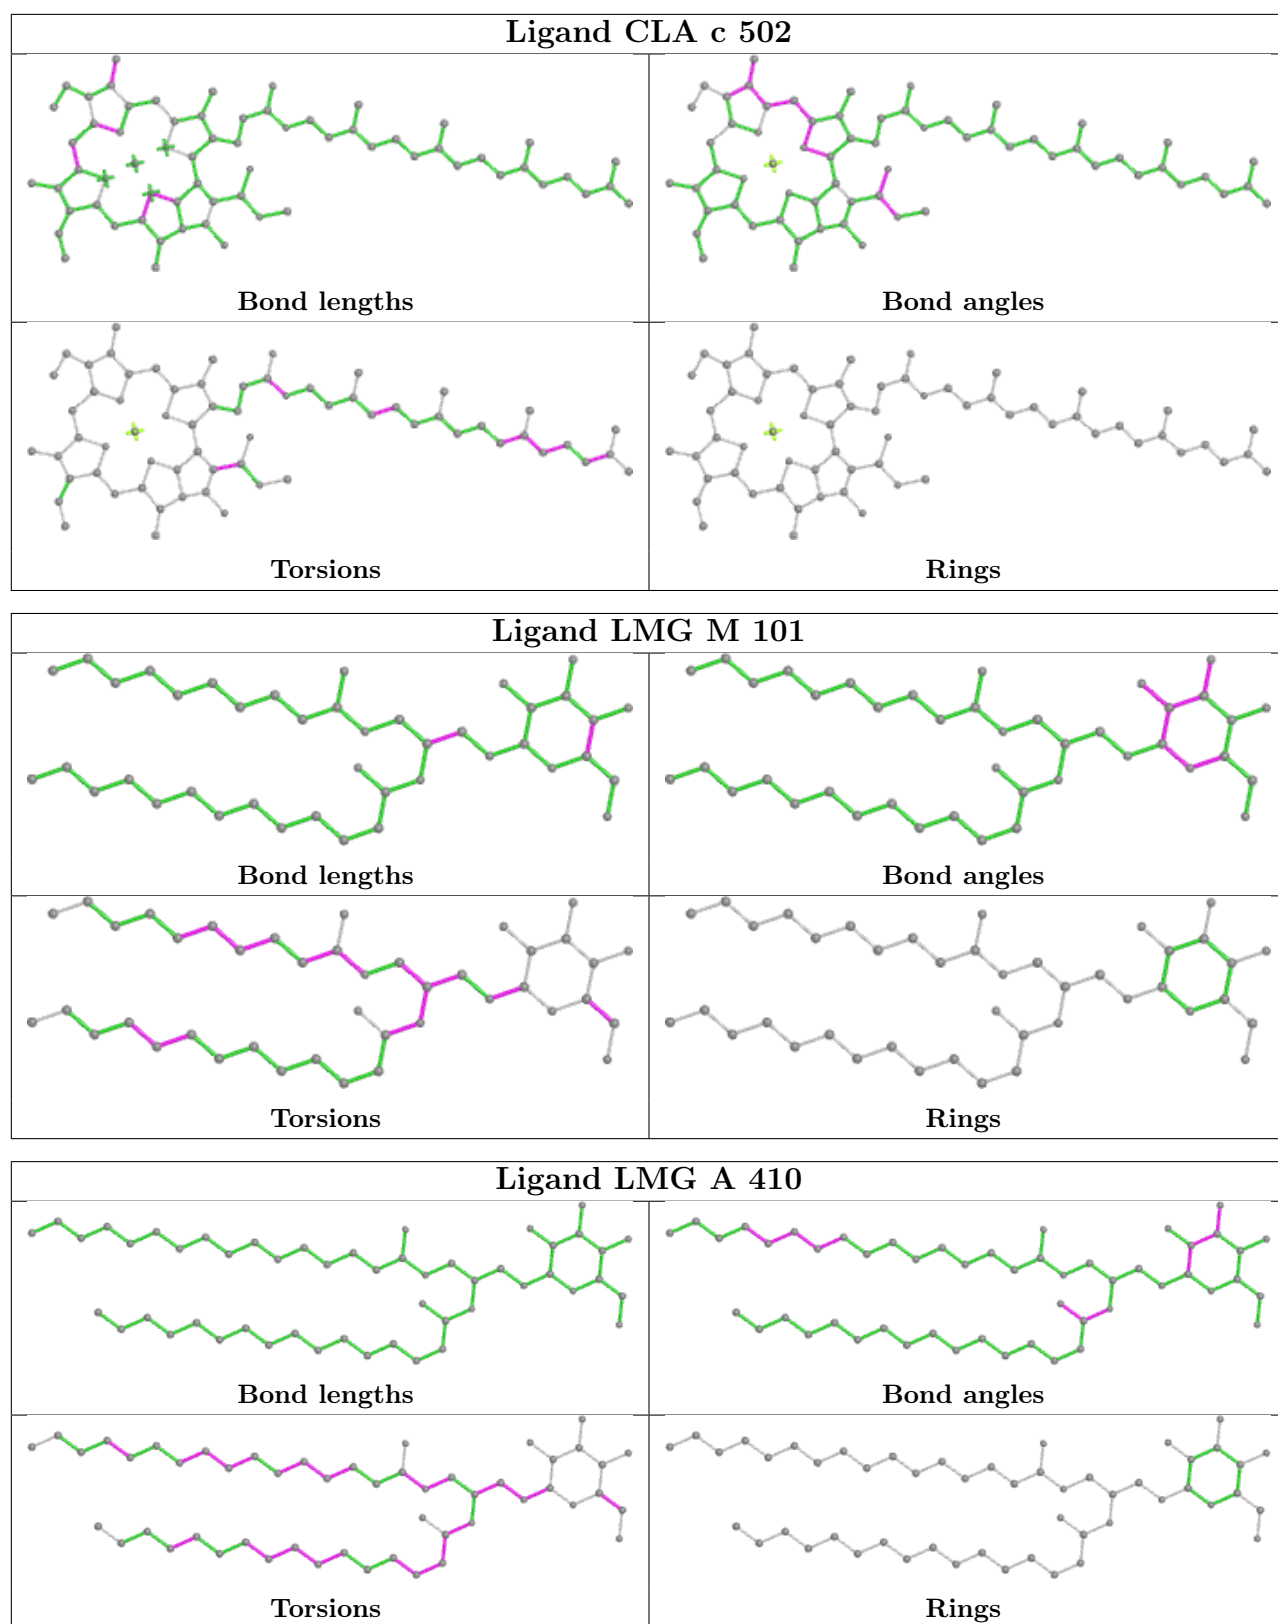 Ligand CLA c 502
Bond lengths
Bond angles
Torsions
Rings
Ligand LMG M 101
Bond lengths
Bond angles
Torsions
Rings
Ligand LMG A 410
Bond lengths
Bond angles
Torsions
Rings